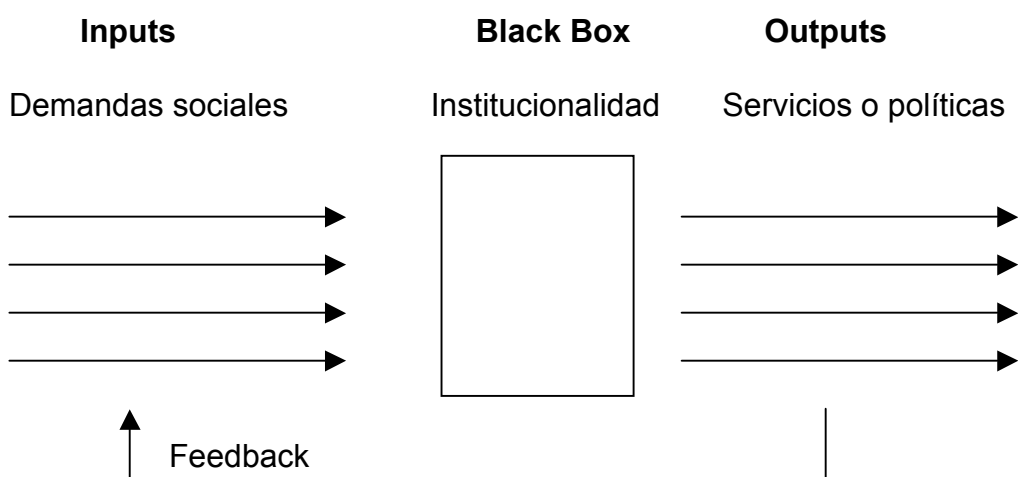 Inputs Black Box Outputs
Demandas sociales Institucionalidad Servicios o políticas
Feedback